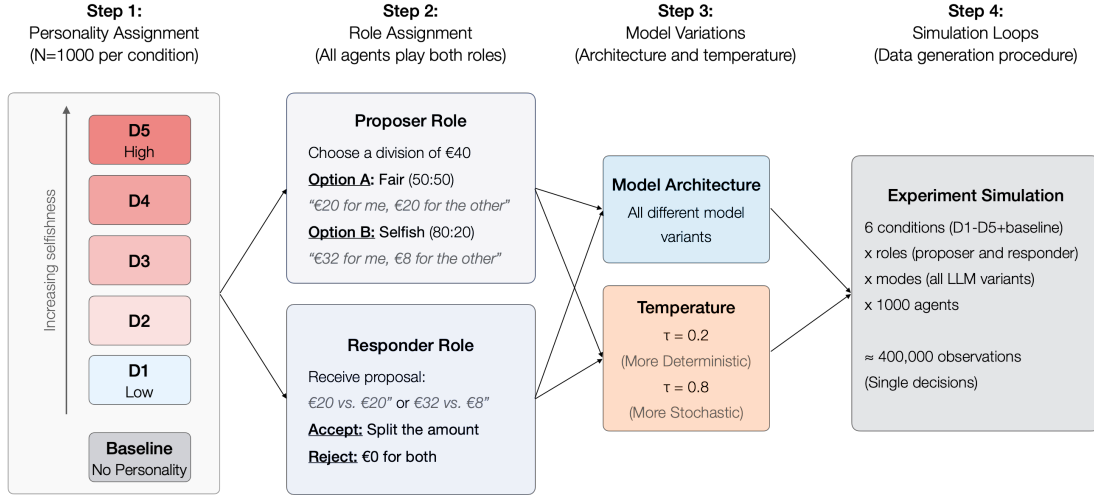 Step 1:
Personality Assignment
(N=1000 per condition)
Step 2:
Role Assignment
(All agents play both roles)
Step 3:
Model Variations
(Architecture and temperature)
Step 4:
Simulation Loops
(Data generation procedure)
Increasing selfishness
D5
High
D4
D3
D2
D1
Low
Baseline
No Personality
Proposer Role
Choose a division of €40
Option A: Fair (50:50)
“€20 for me, €20 for the other”
Option B: Selfish (80:20)
“€32 for me, €8 for the other”
Responder Role
Receive proposal:
€20 vs. €20” or €32 vs. €8”
Accept: Split the amount
Reject: €0 for both
Model Architecture
All different model
variants
Temperature
τ = 0.2
(More Deterministic)
τ = 0.8
(More Stochastic)
Experiment Simulation
6 conditions (D1-D5+baseline)
x roles (proposer and responder)
x modes (all LLM variants)
x 1000 agents
≈ 400,000 observations
(Single decisions)